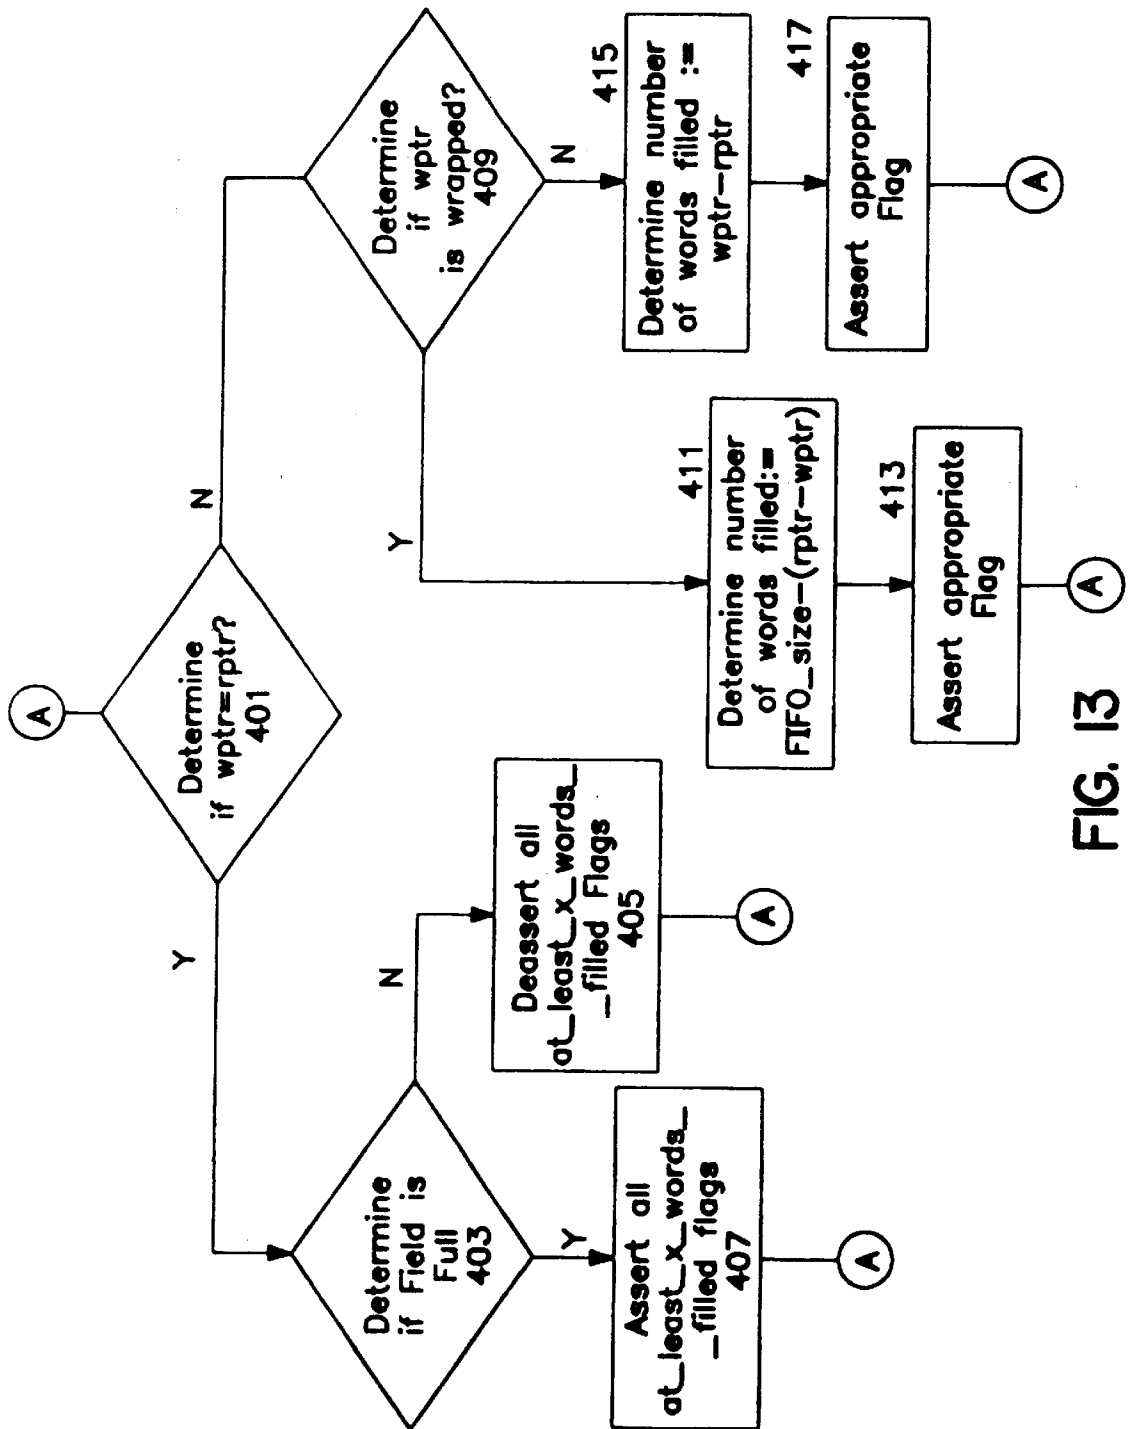 A
Determine
if wptr=rptr?
401
Y
N
Determine
if Field is
Full
403
N
Y
Deassert all
at_least_x_words_
_filled Flags
405
A
Assert all
at_least_x_words_
_filled flags
407
A
Determine
if wptr
is wrapped?
409
Y
N
411
Determine number
of words filled:=
FIFO_size-(rptr-wptr)
413
Assert appropriate
Flag
A
415
Determine number
of words filled :=
wptr-rptr
417
Assert appropriate
Flag
A
FIG. 13